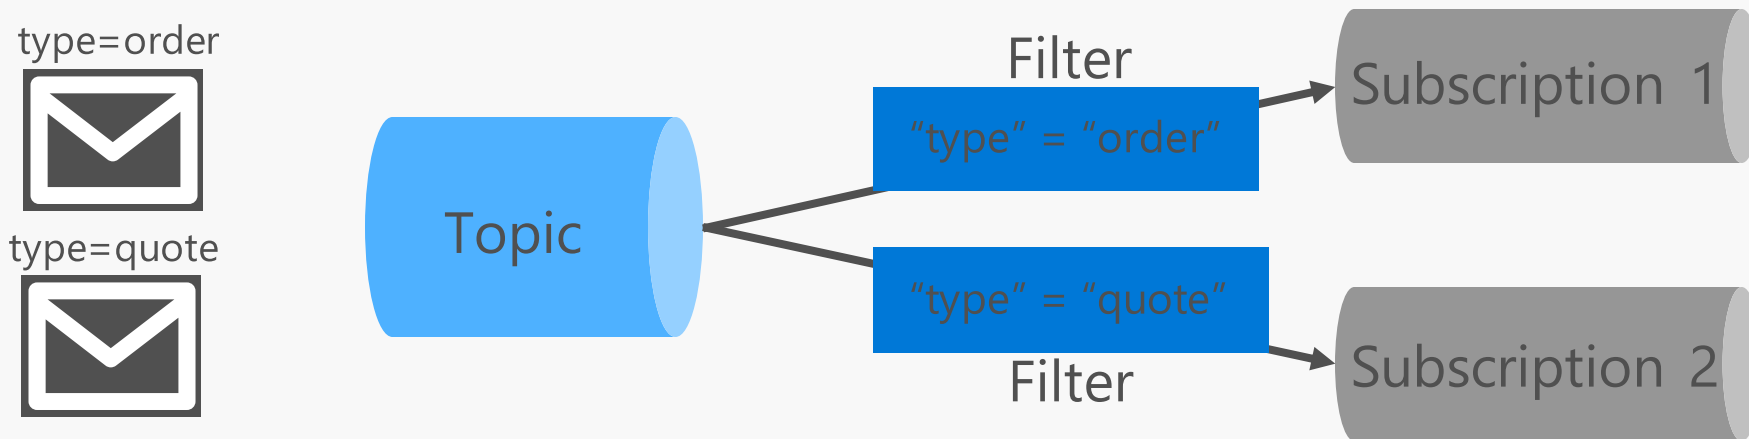 type=order
type=quote
Topic
Filter
“type” = “order”
“type” = “quote”
Filter
Subscription 1
Subscription 2